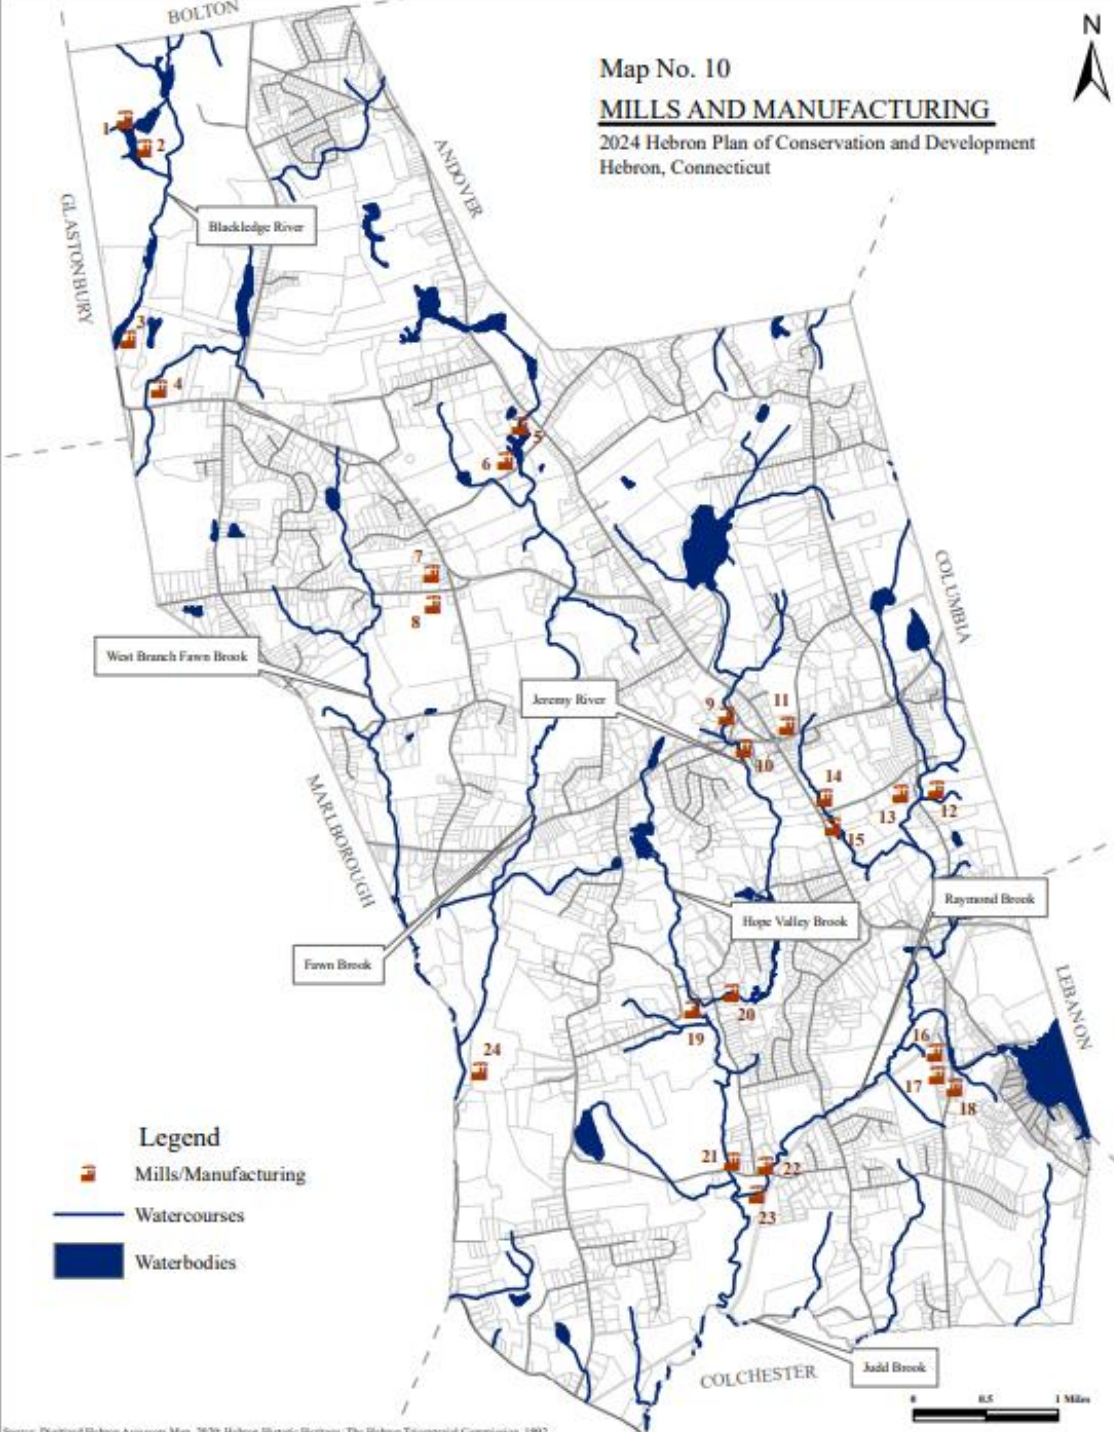 BOLTON
N
Map No. 10
MILLS AND MANUFACTURING
2024 Hebron Plan of Conservation and Development
Hebron, Connecticut
1
2
ANDOVER
GLASTONBURY
Blackledge River
3
4
5
6
COLUMBIA
7
8
West Branch Fawn Brook
Jeremy River
9
11
10
14
13
12
15
MARLBOROUGH
Raymond Brook
Hope Valley Brook
Fawn Brook
LEBANON
20
19
16
24
17
18
Legend
Mills/Manufacturing
Watercourses
Waterbodies
21
22
23
Judd Brook
COLCHESTER
0 0.5 1 Miles